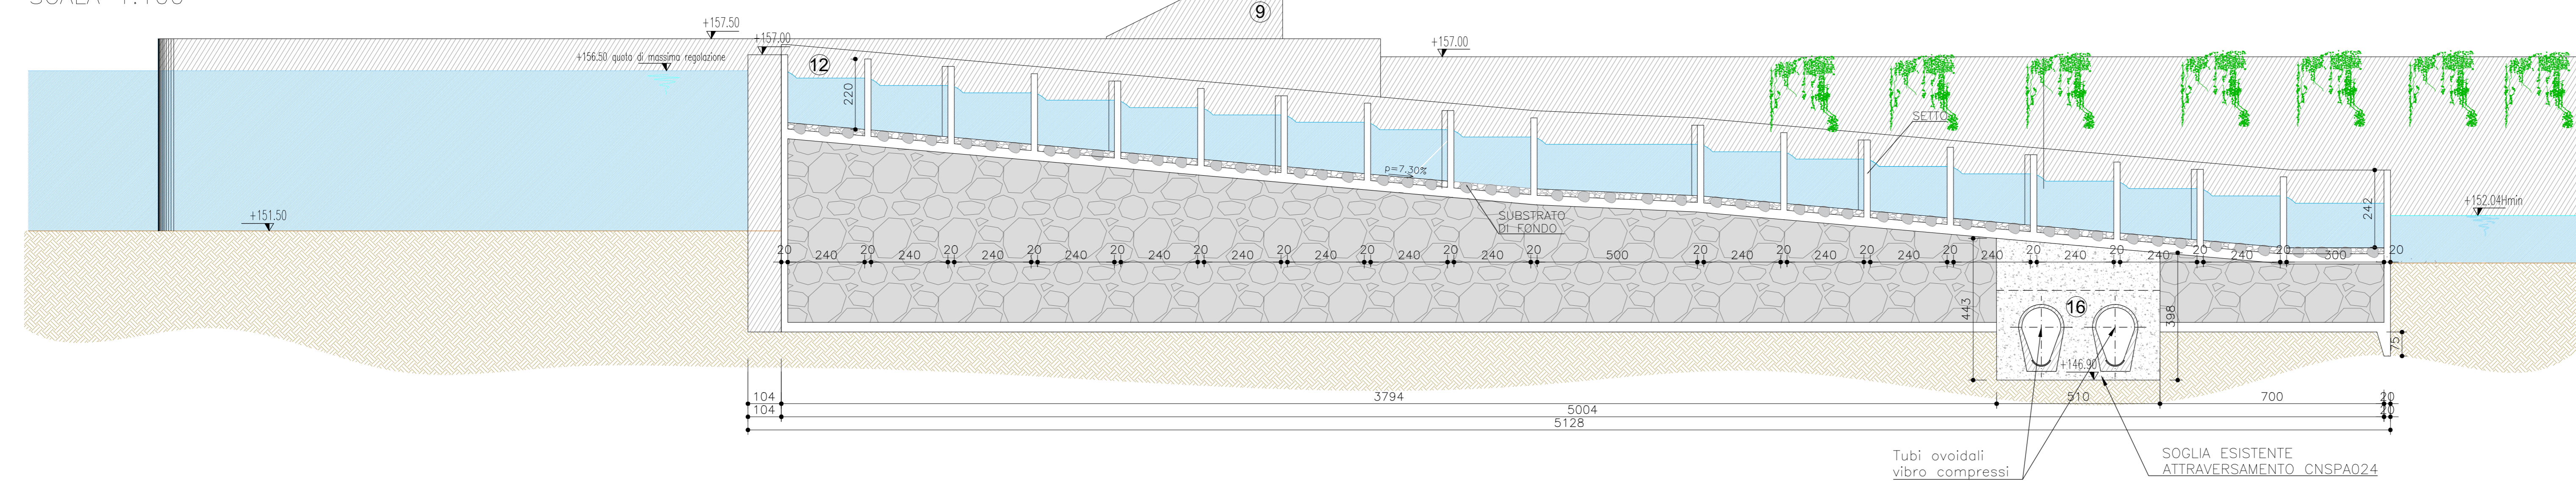 +157.50
+157.00
+156.50 quota di massima regolazione
9
12
+157.00
220
SETTO
p=7.30%
SUBSTRATO
DI FONDO
+151.50
+152.04Hmin
242
20 240 20 240 20 240 20 240 20 240 20 240 20 240 20 240 20 240 20 500 20 240 20 240 20 240 20 240 20 240 20 240 20 240 20 300 20
443
16
398
75
+146.90
104 3794 510 700 20
104 5004 20
5128
Tubi ovoidali
vibro compressi
SOGLIA ESISTENTE
ATTRAVERSAMENTO CNSPA024